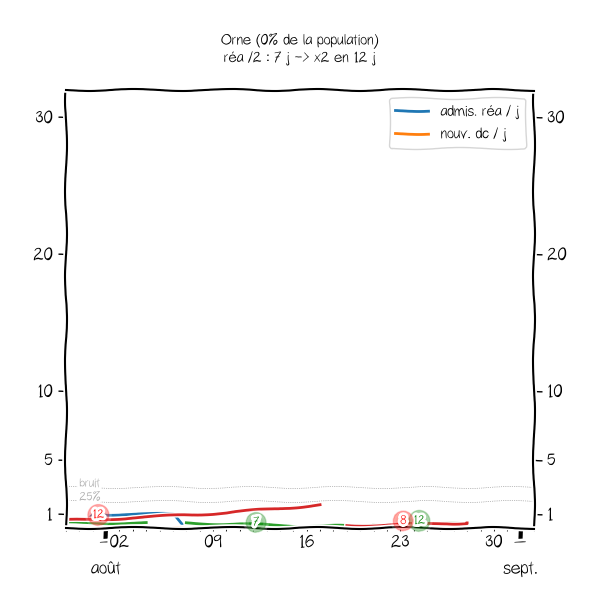 Orne (0% de la population)
réa /2 : 7 j -> x2 en 12 j
admis. réa / j
nouv. dc / j
30
30
20
20
10
10
5
5
bruit
25%
1
1
12
7
8
12
02
09
16
23
30
août
sept.